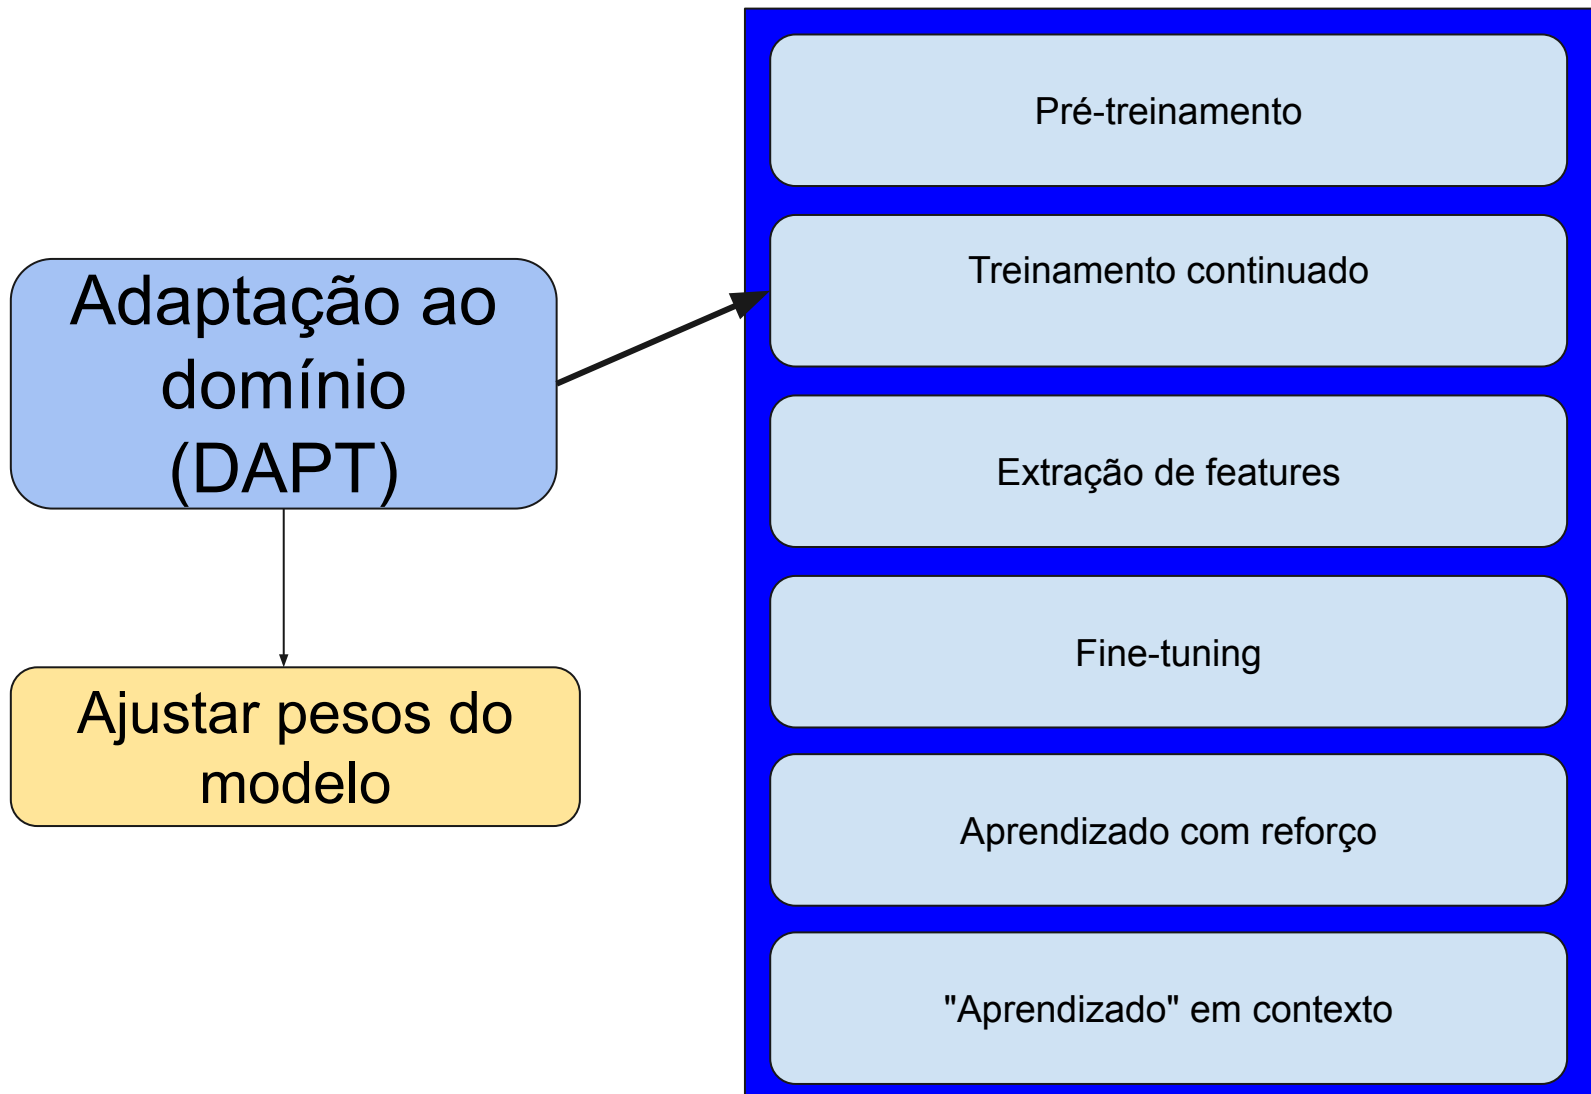 Adaptação ao
domínio
(DAPT)
Ajustar pesos do
modelo
Pré-treinamento
Treinamento continuado
Extração de features
Fine-tuning
Aprendizado com reforço
"Aprendizado" em contexto